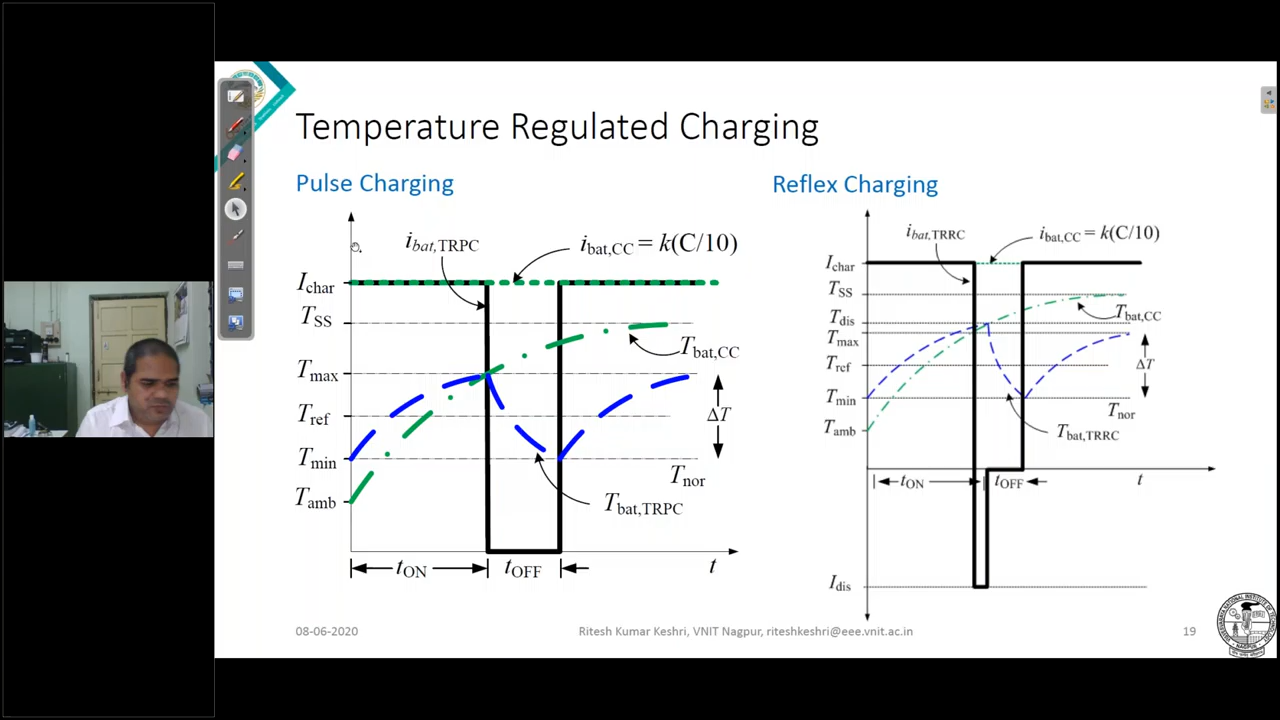 Temperature Regulated Charging
Pulse Charging
i_bat,TRPC
i_bat,CC = k(C/10)
I_char
T_SS
T_bat,CC
T_max
T_ref
ΔT
T_min
T_nor
T_amb
T_bat,TRPC
t_ON
t_OFF
t
Reflex Charging
i_bat,TRRC
i_bat,CC = k(C/10)
I_char
T_SS
T_dis
T_bat,CC
T_max
T_ref
ΔT
T_min
T_nor
T_amb
T_bat,TRRC
t_ON
t_OFF
t
I_dis
08-06-2020
Ritesh Kumar Keshri, VNIT Nagpur, riteshkeshri@eee.vnit.ac.in
19